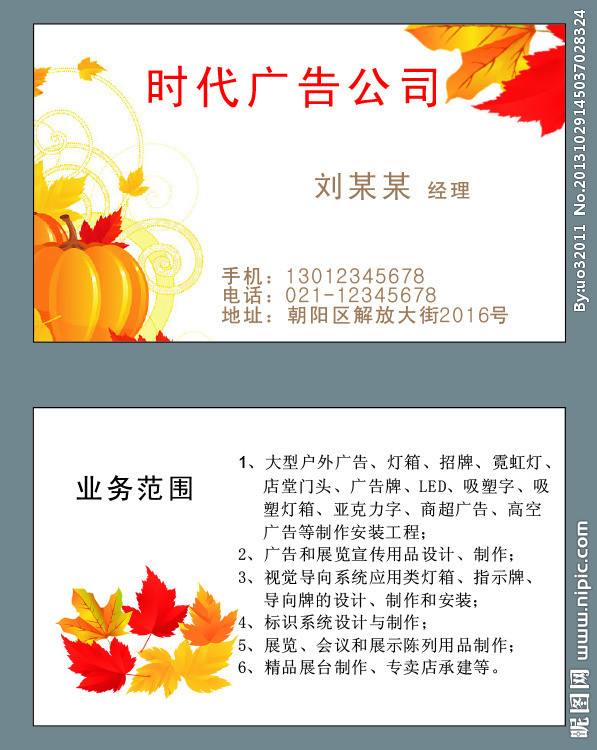 时代广告公司
刘某某 经理
手机：13012345678
电话：021-12345678
地址：朝阳区解放大街2016号
业务范围
1、大型户外广告、灯箱、招牌、霓虹灯、
店堂门头、广告牌、LED、吸塑字、吸
塑灯箱、亚克力字、商超广告、高空
广告等制作安装工程；
2、广告和展览宣传用品设计、制作；
3、视觉导向系统应用类灯箱、指示牌、
导向牌的设计、制作和安装；
4、标识系统设计与制作；
5、展览、会议和展示陈列用品制作；
6、精品展台制作、专卖店承建等。
By:uo32011 No.20131029145037028324
昵图网 www.nipic.com